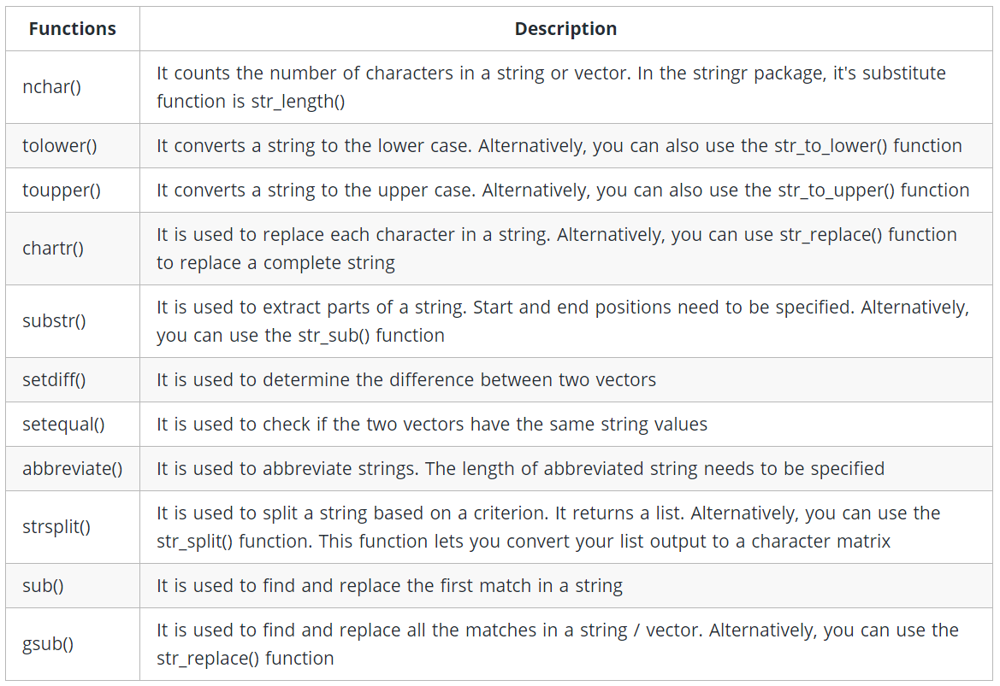 Functions Description
nchar() It counts the number of characters in a string or vector. In the stringr package, it's substitute
function is str_length()
tolower() It converts a string to the lower case. Alternatively, you can also use the str_to_lower() function
toupper() It converts a string to the upper case. Alternatively, you can also use the str_to_upper() function
chartr() It is used to replace each character in a string. Alternatively, you can use str_replace() function
to replace a complete string
substr() It is used to extract parts of a string. Start and end positions need to be specified. Alternatively,
you can use the str_sub() function
setdiff() It is used to determine the difference between two vectors
setequal() It is used to check if the two vectors have the same string values
abbreviate() It is used to abbreviate strings. The length of abbreviated string needs to be specified
strsplit() It is used to split a string based on a criterion. It returns a list. Alternatively, you can use the
str_split() function. This function lets you convert your list output to a character matrix
sub() It is used to find and replace the first match in a string
gsub() It is used to find and replace all the matches in a string / vector. Alternatively, you can use the
str_replace() function